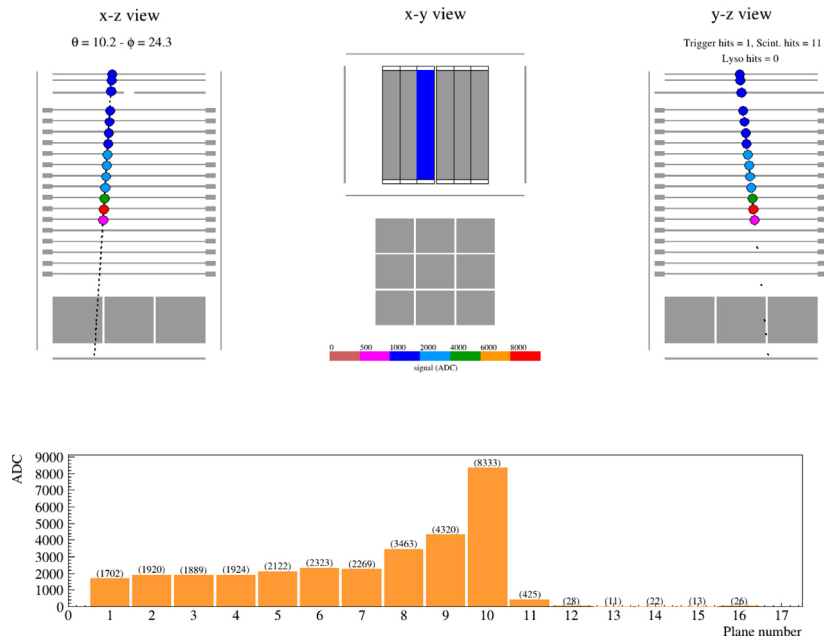 x-z view
θ = 10.2 - ϕ = 24.3
x-y view
0 500 1000 2000 4000 6000 8000
signal (ADC)
y-z view
Trigger hits = 1, Scint. hits = 11
Lyso hits = 0
ADC
9000
8000
7000
6000
5000
4000
3000
2000
1000
0
(1702) (1920) (1889) (1924) (2122) (2323) (2269) (3463) (4320) (8333) (425) (28) (11) (22) (13) (26)
0 1 2 3 4 5 6 7 8 9 10 11 12 13 14 15 16 17
Plane number